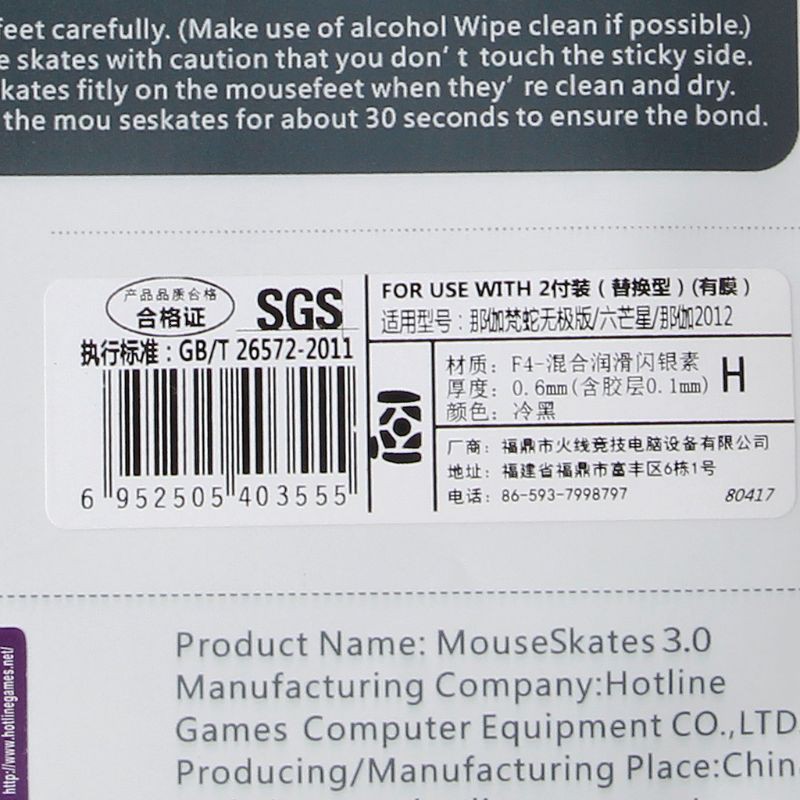 feet carefully. (Make use of alcohol Wipe clean if possible.)
e skates with caution that you don't touch the sticky side.
kates fitly on the mousefeet when they're clean and dry.
the mou seskates for about 30 seconds to ensure the bond.
产品品质合格
合格证
SGS
执行标准：GB/T 26572-2011
6 952505 403555
FOR USE WITH 2付装（替换型）(有膜）
适用型号：那伽梵蛇无极版/六芒星/那伽2012
材质：F4-混合润滑闪银素
厚度：0.6mm(含胶层0.1mm)
颜色：冷黑
H
厂商：福鼎市火线竞技电脑设备有限公司
地址：福建省福鼎市富丰区6栋1号
电话：86-593-7998797
80417
http://www.hotlinegames.net/
Product Name: MouseSkates 3.0
Manufacturing Company:Hotline
Games Computer Equipment CO.,LTD.
Producing/Manufacturing Place:Chin